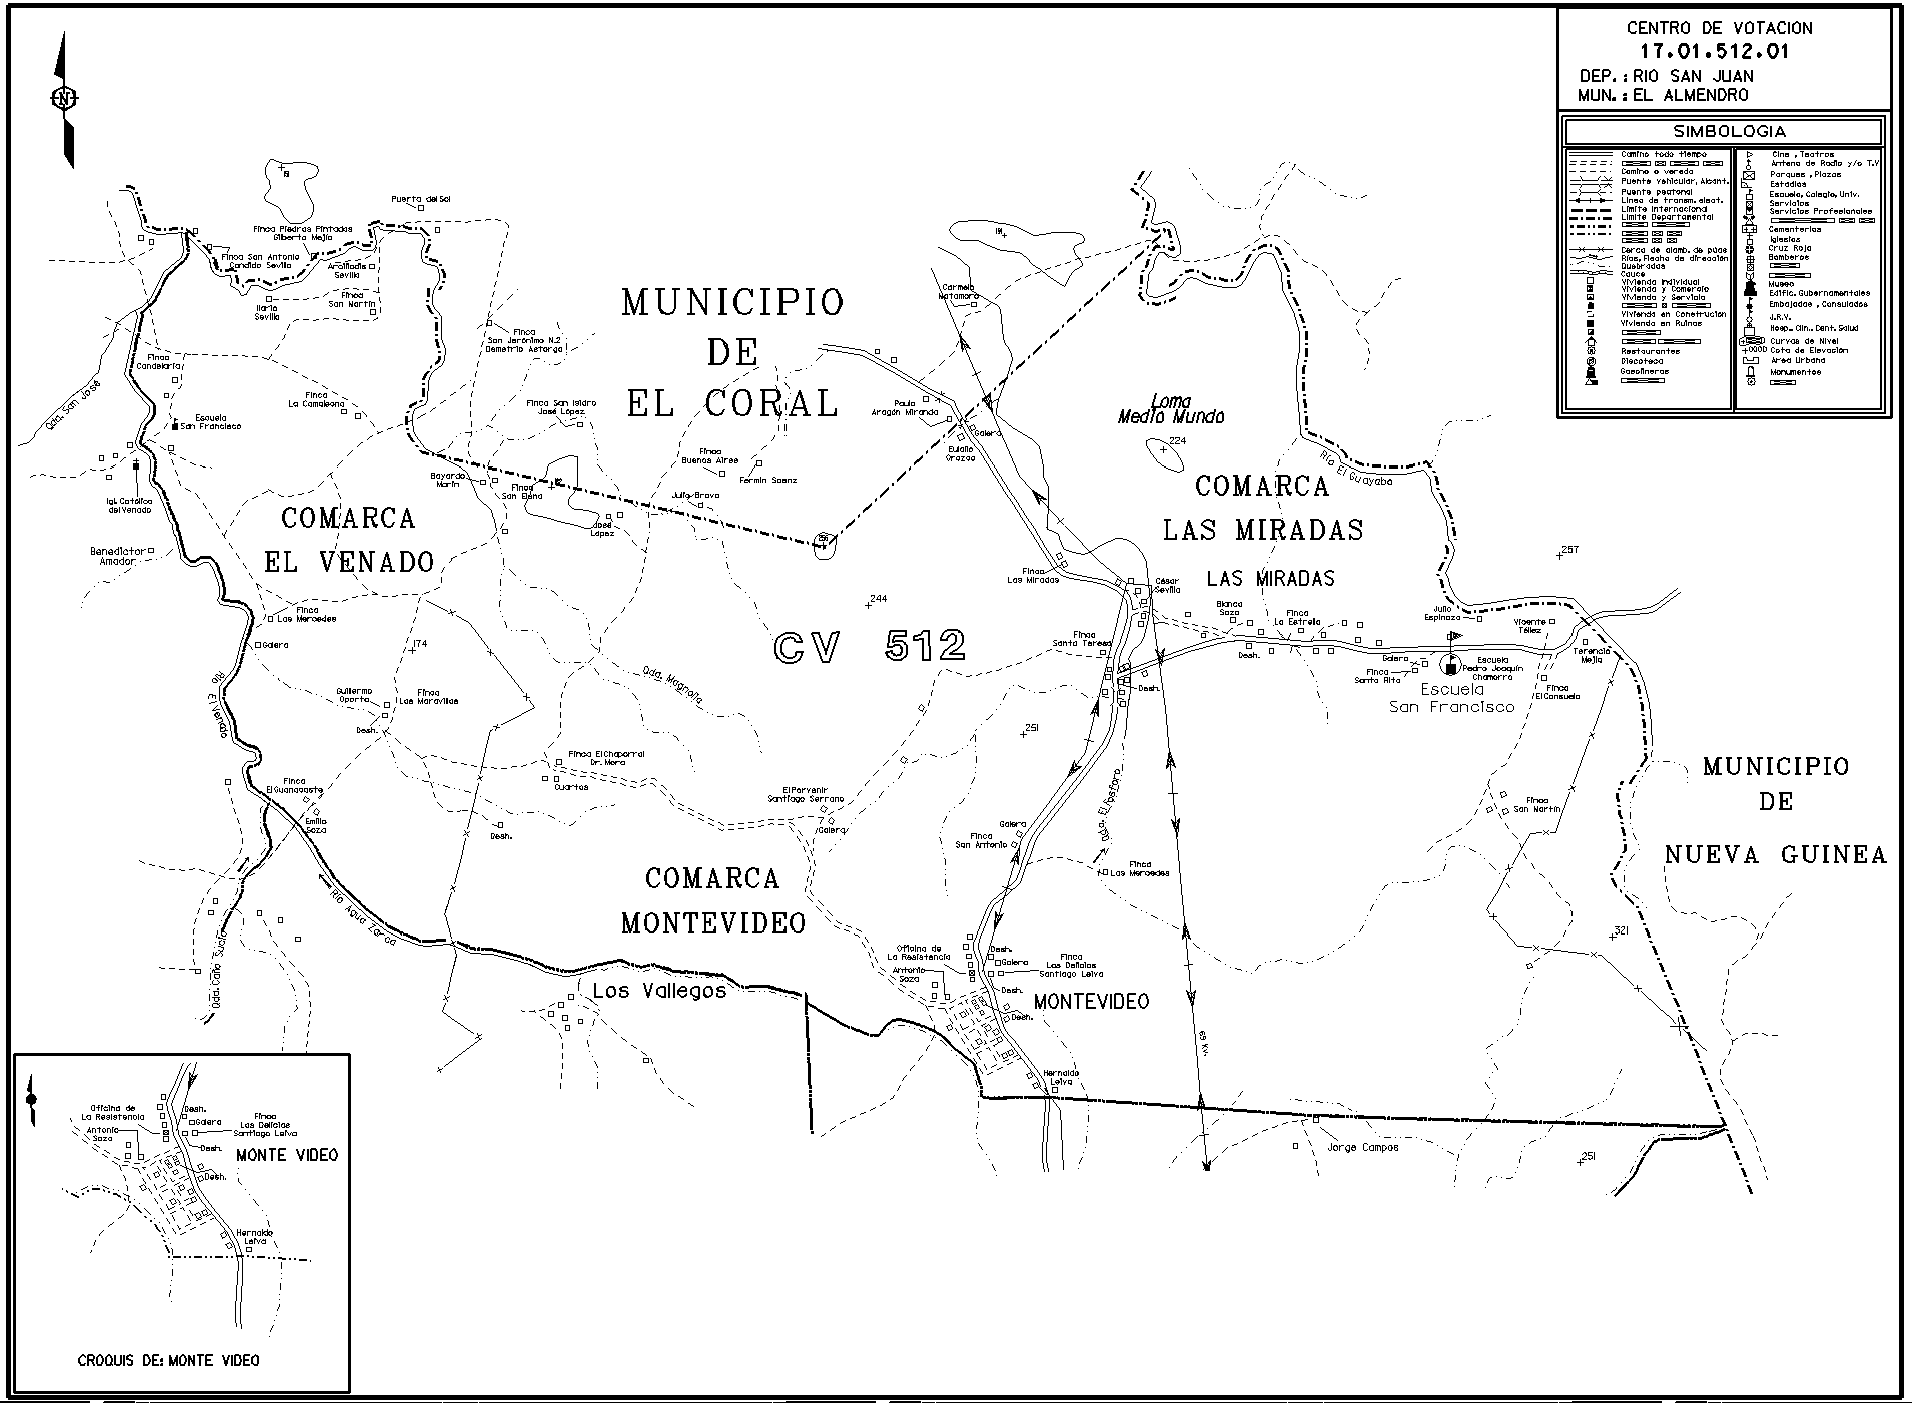 CENTRO DE VOTACION
17.01.512.01
DEP. : RIO SAN JUAN
MUN. : EL ALMENDRO
SIMBOLOGIA
Camino todo tiempo
Camino o vereda
Puente vehicular, Alcant.
Puente peatonal
Linea de transm. elect.
Limite Internacional
Limite Departamental
Cerca de alamb. de púas
Ríos, Flecha de dirección
Quebradas
Cauce
Vivienda Individual
Vivienda y Comercio
Vivienda y Servicio
Vivienda en Construcion
Vivienda en Ruinas
Restaurantes
Discoteca
Gasolineras
Cine , Teatros
Antena de Radio y/o T.V
Parques , Plazas
Estadios
Escuela, Colegio, Univ.
Servicios
Servicios Profesionales
Cementerios
Iglesias
Cruz Roja
Bomberos
Museo
Edific. Gubernamentales
Embajadas , Consulados
J.R.V.
Hosp., Clin., Cent. Salud
Curvas de Nivel
Cota de Elevación
Area Urbana
Monumentos
N
Puerta del Sol
Finca Piedras Pintadas
Gilberto Mejía
Finca San Antonio
Candido Sevilla
Arcinadis
Sevilla
Ilario
Sevilla
Finca
San Martín
Finca
San Jerónimo N.2
Demetrio Astorga
Finca
Candelaria
Qda. San José
Finca
La Camaleona
Escuela
San Francisco
Finca San Isidro
José López
MUNICIPIO
DE
EL CORAL
Carmelo
Matamoro
Paula
Aragón Miranda
Galera
Eulalio
Orozco
Loma
Medio Mundo
224
Río El Guayabo
COMARCA
LAS MIRADAS
LAS MIRADAS
257
Finca
Buenos Aires
Fermín Saenz
Bayardo
Marín
Finca
San Elena
Julio Bravo
José
López
Igl. Católica
del Venado
COMARCA
EL VENADO
Benedictor
Amador
256
244
CV 512
Finca
Las Miradas
César
Sevilla
Blanca
Soza
Finca
La Estrella
Desh.
Julio
Espinoza
Vicente
Téllez
Terencio
Mejía
Galera
Finca
Santa Rita
Escuela
Pedro Joaquín
Chamorro
Escuela
San Francisco
Finca
El Consuelo
Finca
Las Mercedes
Galera
174
Finca
Santa Teresa
Desh.
Río El Venado
Guillermo
Oporta
Finca
Las Maravillas
Desh.
Qda. Magnolia
251
Finca El Chaparral
Dr. Mora
Cuartos
Finca
El Guanacaste
Emilio
Soza
Desh.
El Porvenir
Santiago Serrano
Galera
Galera
Finca
San Antonio
Qda. El Fosforo
Finca
Las Mercedes
Finca
San Martín
MUNICIPIO
DE
NUEVA GUINEA
COMARCA
MONTEVIDEO
Río Agua Zarca
Qda. Caño Sucio
Los Vallegos
Oficina de
La Resistencia
Antonio
Soza
Desh.
Galera
Finca
Las Delicias
Santiago Leiva
Desh.
MONTEVIDEO
Desh.
Hernaldo
Leiva
69 KV.
321
Jorge Campos
251
Oficina de
La Resistencia
Antonio
Soza
Desh.
Galera
Finca
Las Delicias
Santiago Leiva
Desh.
MONTE VIDEO
Desh.
Hernaldo
Leiva
CROQUIS DE: MONTE VIDEO